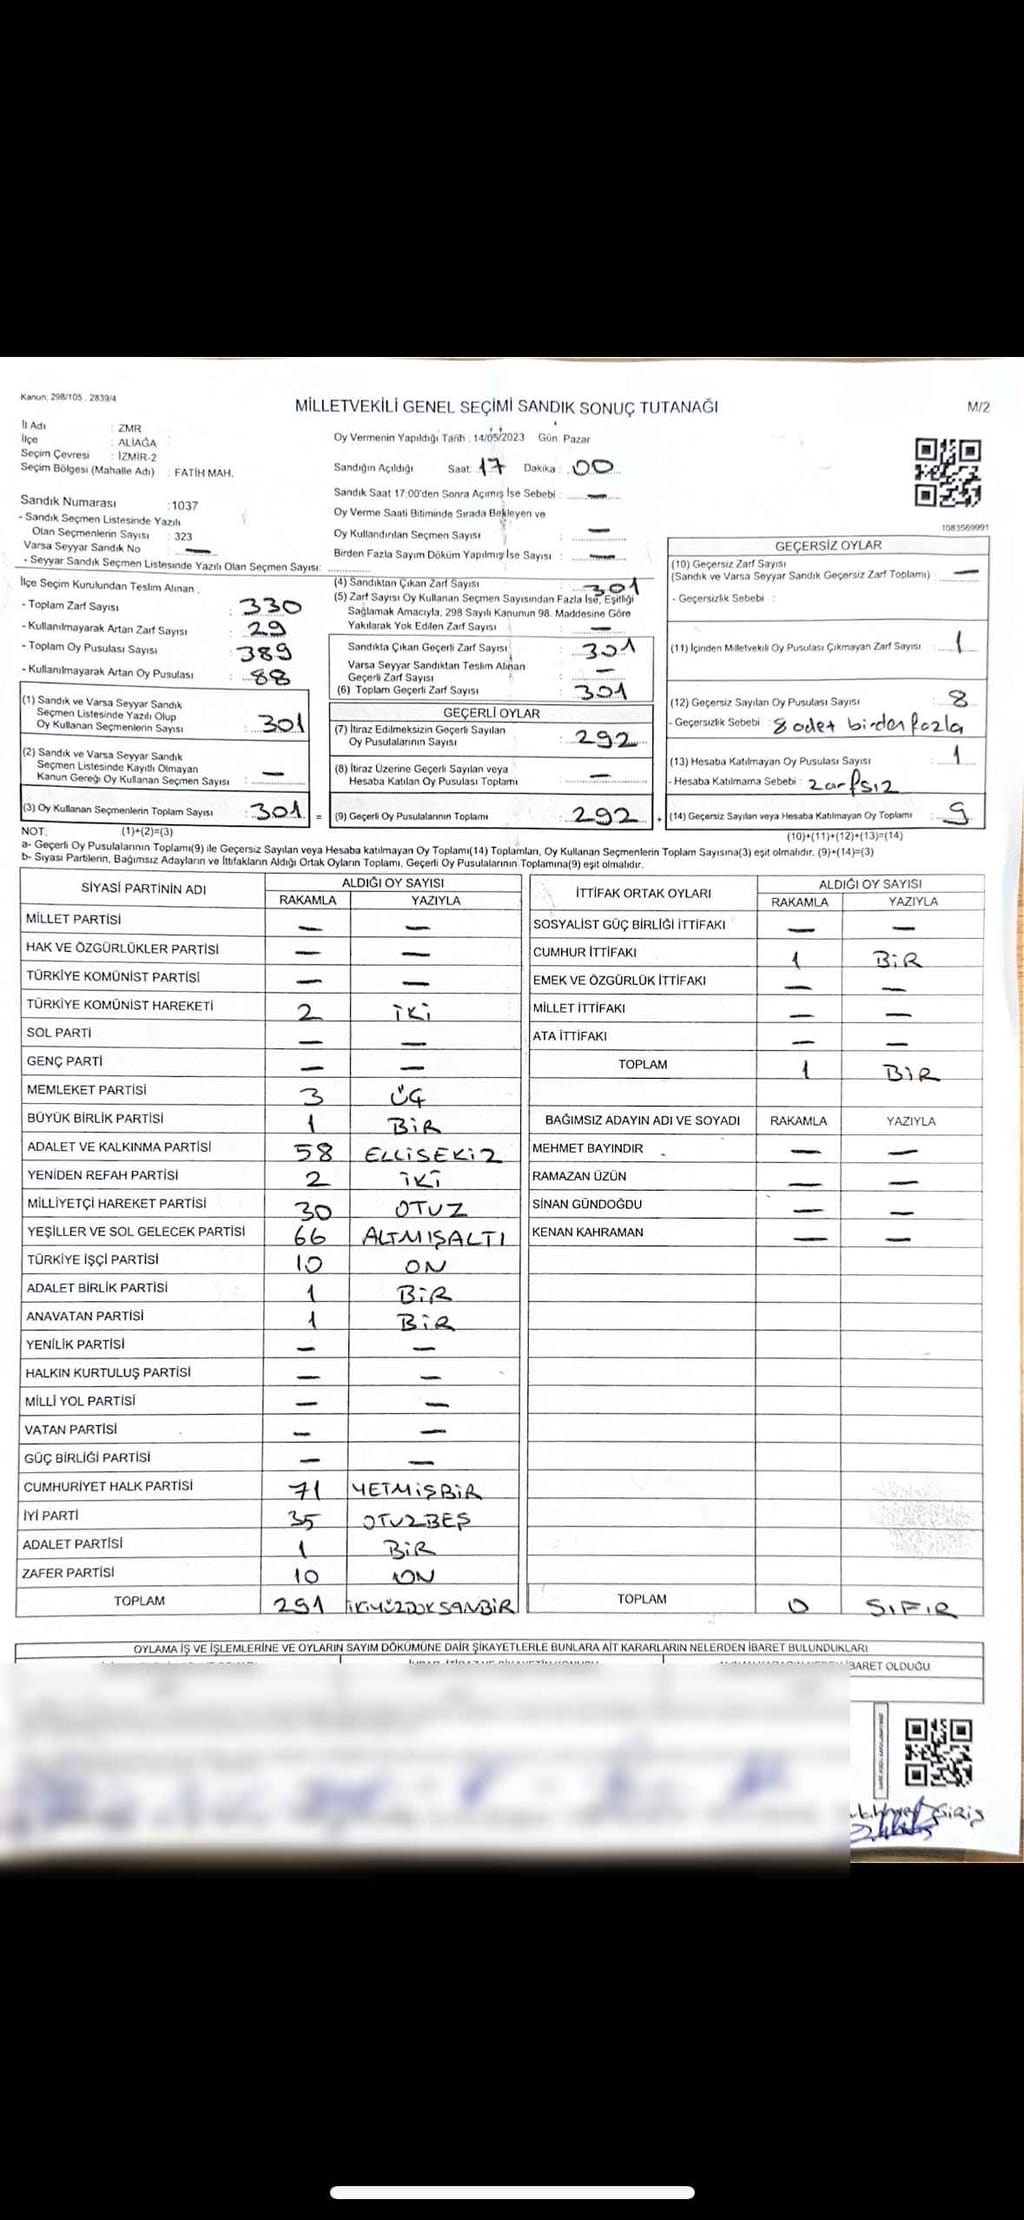 Kanun: 298/105 , 2839/4
MİLLETVEKİLİ GENEL SEÇİMİ SANDIK SONUÇ TUTANAĞI
M/2
İl Adı : ZMR
İlçe : ALİAĞA
Seçim Çevresi : İZMİR-2
Seçim Bölgesi (Mahalle Adı) : FATİH MAH.
Sandık Numarası :1037
- Sandık Seçmen Listesinde Yazılı
Olan Seçmenlerin Sayısı : 323
Varsa Seyyar Sandık No —
- Seyyar Sandık Seçmen Listesinde Yazılı Olan Seçmen Sayısı:
Oy Vermenin Yapıldığı Tarih : 14/05/2023 Gün Pazar
Sandığın Açıldığı Saat: 17 Dakika : 00
Sandık Saat 17:00'den Sonra Açımış İse Sebebi : —
Oy Verme Saati Bitiminde Sırada Bekleyen ve
Oy Kullandırılan Seçmen Sayısı : —
Birden Fazla Sayım Döküm Yapılmış İse Sayısı : —
1083569991
İlçe Seçim Kurulundan Teslim Alınan :
- Toplam Zarf Sayısı : 330
- Kullanılmayarak Artan Zarf Sayısı : 29
- Toplam Oy Pusulası Sayısı : 389
- Kullanılmayarak Artan Oy Pusulası : 88
(1) Sandık ve Varsa Seyyar Sandık
Seçmen Listesinde Yazılı Olup
Oy Kullanan Seçmenlerin Sayısı : 301
(2) Sandık ve Varsa Seyyar Sandık
Seçmen Listesinde Kayıtlı Olmayan
Kanun Gereği Oy Kullanan Seçmen Sayısı : —
(3) Oy Kullanan Seçmenlerin Toplam Sayısı : 301 =
(4) Sandıktan Çıkan Zarf Sayısı : 301
(5) Zarf Sayısı Oy Kullanan Seçmen Sayısından Fazla İse, Eşitliği
Sağlamak Amacıyla, 298 Sayılı Kanunun 98. Maddesine Göre
Yakılarak Yok Edilen Zarf Sayısı : —
Sandıkta Çıkan Geçerli Zarf Sayısı : 301
Varsa Seyyar Sandıktan Teslim Alınan
Geçerli Zarf Sayısı : —
(6) Toplam Geçerli Zarf Sayısı : 301
GEÇERLİ OYLAR
(7) İtiraz Edilmeksizin Geçerli Sayılan
Oy Pusulalarının Sayısı : 292
(8) İtiraz Üzerine Geçerli Sayılan veya
Hesaba Katılan Oy Pusulası Toplamı : —
(9) Geçerli Oy Pusulalarının Toplamı : 292 +
GEÇERSİZ OYLAR
(10) Geçersiz Zarf Sayısı
(Sandık ve Varsa Seyyar Sandık Geçersiz Zarf Toplamı) : —
- Geçersizlik Sebebi :
(11) İçinden Milletvekili Oy Pusulası Çıkmayan Zarf Sayısı : 1
(12) Geçersiz Sayılan Oy Pusulası Sayısı : 8
- Geçersizlik Sebebi : 8 adet birden fazla
(13) Hesaba Katılmayan Oy Pusulası Sayısı : 1
- Hesaba Katılmama Sebebi : zarfsız
(14) Geçersiz Sayılan veya Hesaba Katılmayan Oy Toplamı : 9
NOT: (1)+(2)=(3)
(10)+(11)+(12)+(13)=(14)
a- Geçerli Oy Pusulalarının Toplamı(9) ile Geçersiz Sayılan veya Hesaba katılmayan Oy Toplamı(14) Toplamları, Oy Kullanan Seçmenlerin Toplam Sayısına(3) eşit olmalıdır. (9)+(14)=(3)
b- Siyasi Partilerin, Bağımsız Adayların ve İttifakların Aldığı Ortak Oyların Toplamı, Geçerli Oy Pusulalarının Toplamına(9) eşit olmalıdır.
SİYASİ PARTİNİN ADI ALDIĞI OY SAYISI
RAKAMLA YAZIYLA
MİLLET PARTİSİ — —
HAK VE ÖZGÜRLÜKLER PARTİSİ — —
TÜRKİYE KOMÜNİST PARTİSİ — —
TÜRKİYE KOMÜNİST HAREKETİ 2 İKİ
SOL PARTİ — —
GENÇ PARTİ — —
MEMLEKET PARTİSİ 3 ÜÇ
BÜYÜK BİRLİK PARTİSİ 1 BİR
ADALET VE KALKINMA PARTİSİ 58 ELLİSEKİZ
YENİDEN REFAH PARTİSİ 2 İKİ
MİLLİYETÇİ HAREKET PARTİSİ 30 OTUZ
YEŞİLLER VE SOL GELECEK PARTİSİ 66 ALTMIŞALTI
TÜRKİYE İŞÇİ PARTİSİ 10 ON
ADALET BİRLİK PARTİSİ 1 BİR
ANAVATAN PARTİSİ 1 BİR
YENİLİK PARTİSİ — —
HALKIN KURTULUŞ PARTİSİ — —
MİLLİ YOL PARTİSİ — —
VATAN PARTİSİ — —
GÜÇ BİRLİĞİ PARTİSİ — —
CUMHURİYET HALK PARTİSİ 71 YETMİŞBİR
İYİ PARTİ 35 OTUZBEŞ
ADALET PARTİSİ 1 BİR
ZAFER PARTİSİ 10 ON
TOPLAM 291 İKİYÜZDOKSANBİR
İTTİFAK ORTAK OYLARI ALDIĞI OY SAYISI
RAKAMLA YAZIYLA
SOSYALİST GÜÇ BİRLİĞİ İTTİFAKI — —
CUMHUR İTTİFAKI 1 BİR
EMEK VE ÖZGÜRLÜK İTTİFAKI — —
MİLLET İTTİFAKI — —
ATA İTTİFAKI — —
TOPLAM 1 BİR
BAĞIMSIZ ADAYIN ADI VE SOYADI RAKAMLA YAZIYLA
MEHMET BAYINDIR — —
RAMAZAN ÜZÜN — —
SİNAN GÜNDOĞDU — —
KENAN KAHRAMAN — —
TOPLAM 0 SIFIR
OYLAMA İŞ VE İŞLEMLERİNE VE OYLARIN SAYIM DÖKÜMÜNE DAİR ŞİKAYETLERLE BUNLARA AİT KARARLARIN NELERDEN İBARET BULUNDUKLARI
İBARET OLDUĞU